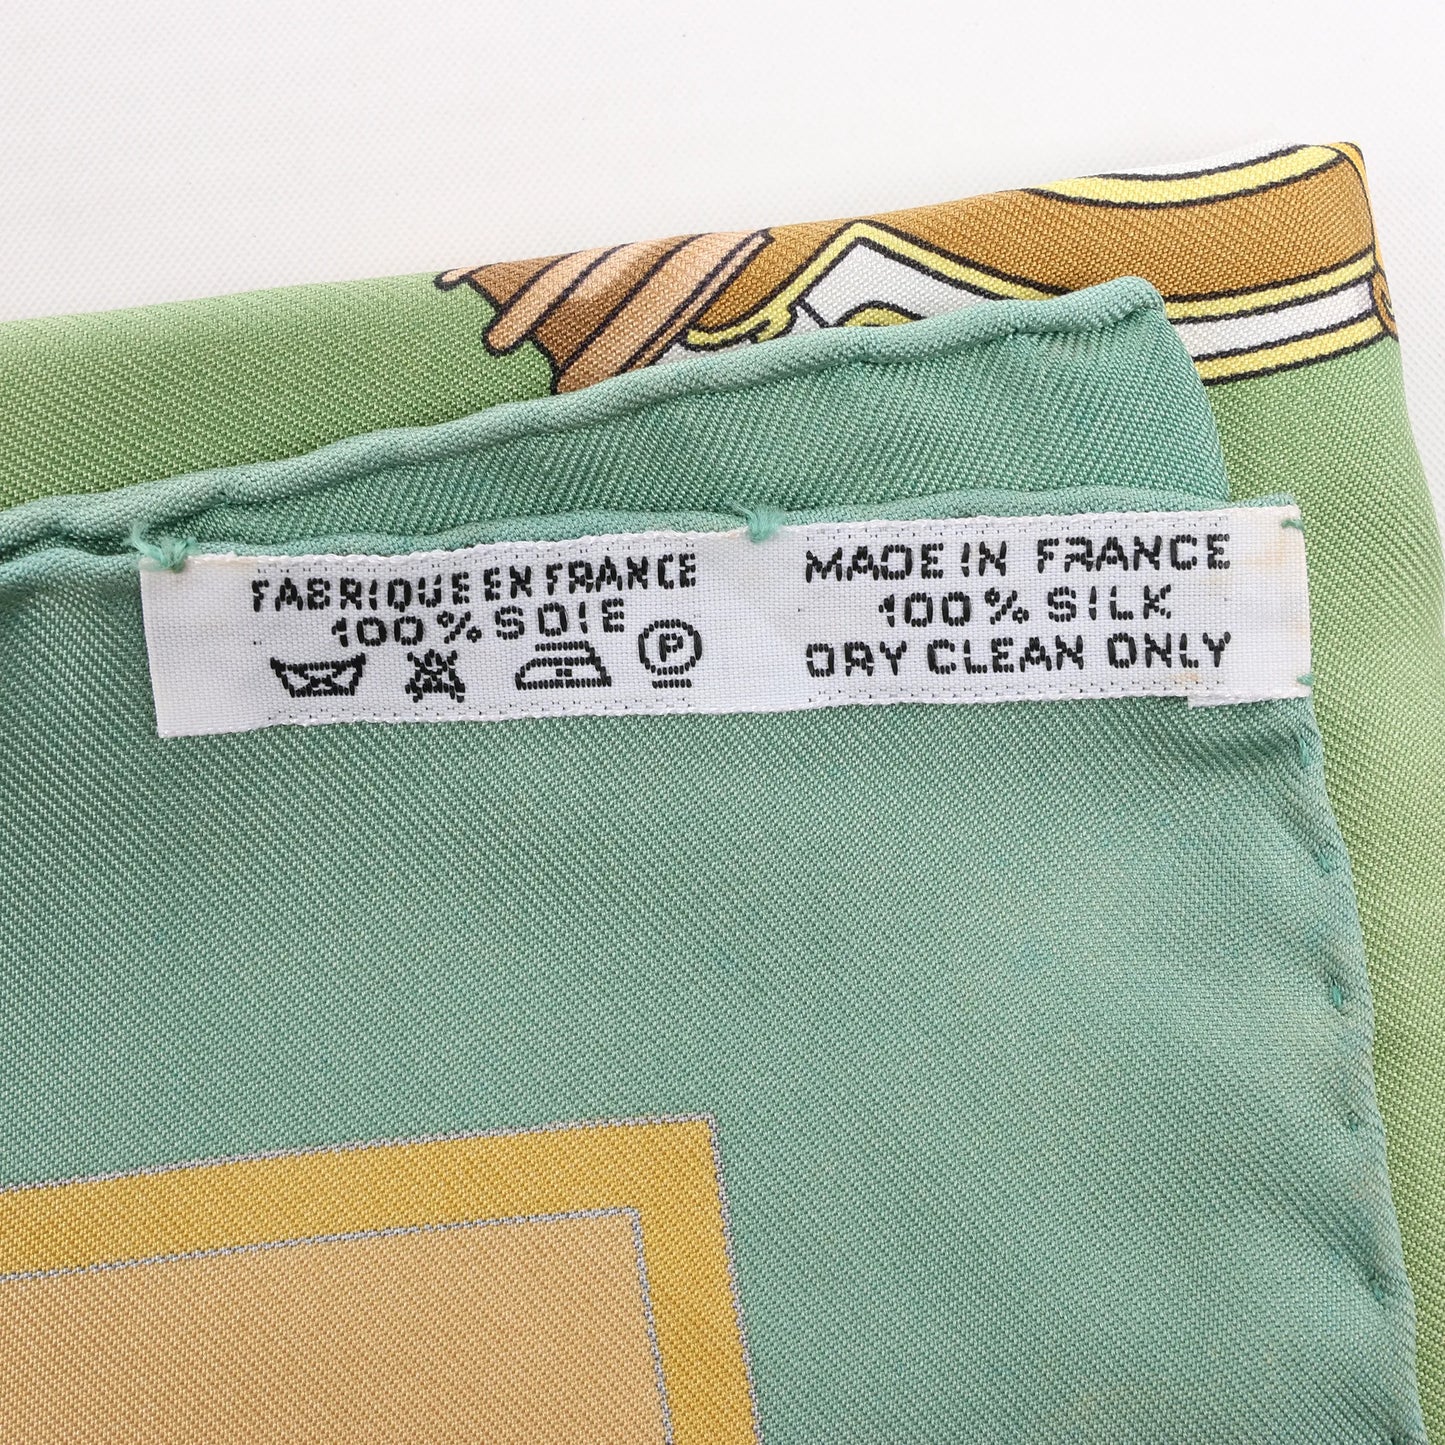 FABRIQUE EN FRANCE
100% SOIE
P
MADE IN FRANCE
100% SILK
DRY CLEAN ONLY